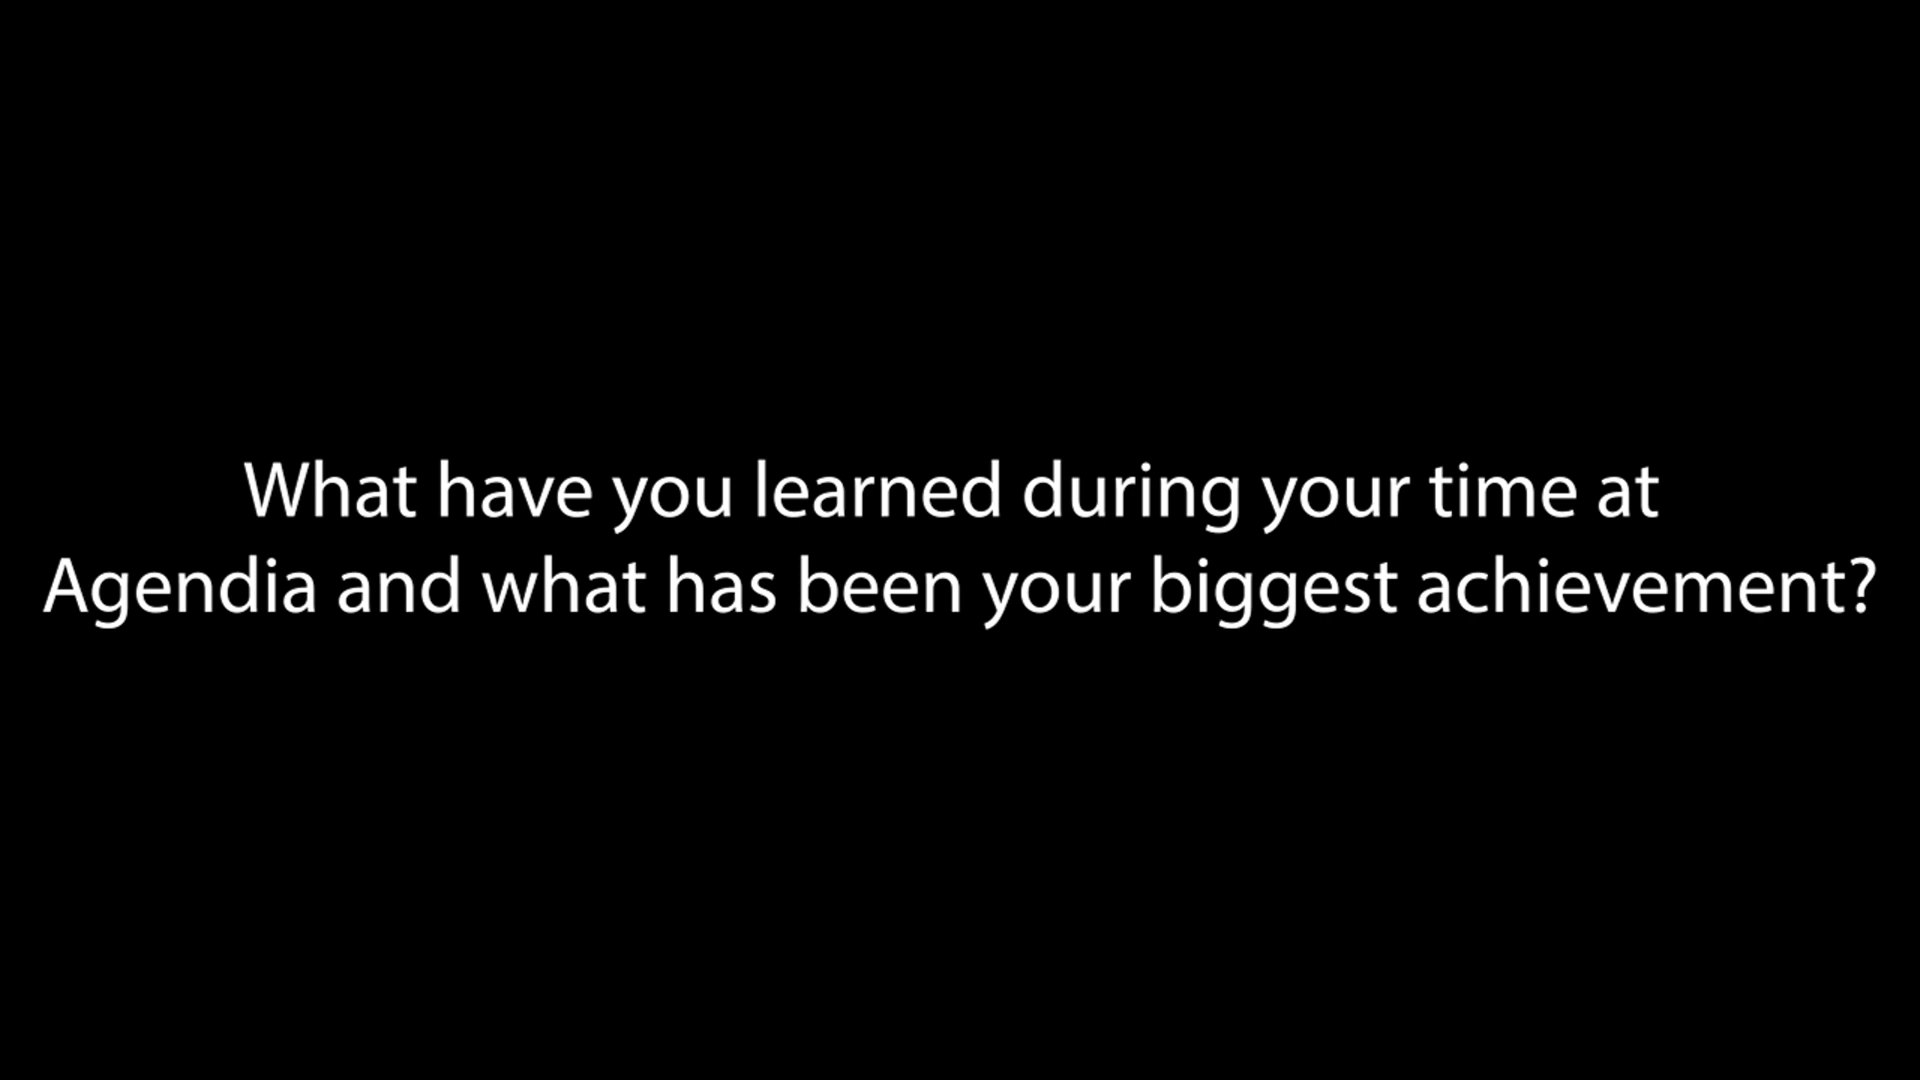 What have you learned during your time at
Agendia and what has been your biggest achievement?